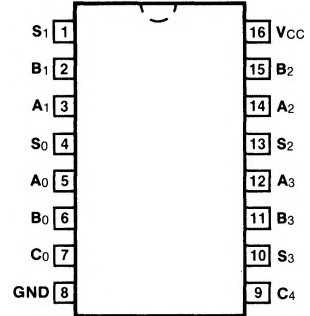 S1 1 16 VCC
B1 2 15 B2
A1 3 14 A2
S0 4 13 S2
A0 5 12 A3
B0 6 11 B3
C0 7 10 S3
GND 8 9 C4